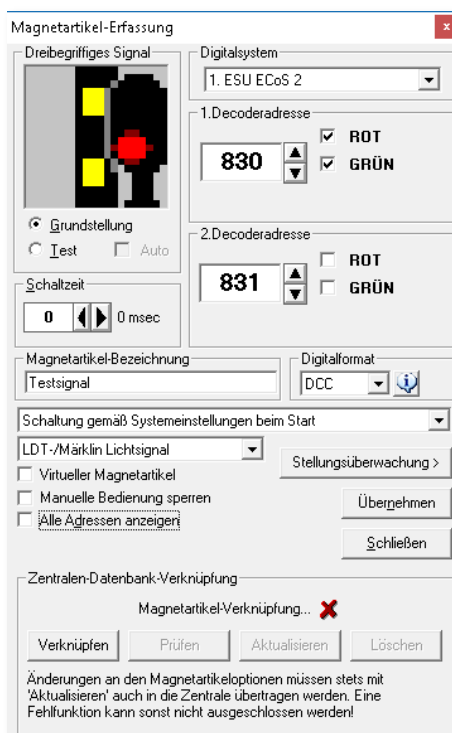 Magnetartikel-Erfassung
x
Dreibegriffiges Signal
Digitalsystem
1. ESU ECoS 2
1.Decoderadresse
830
ROT
GRÜN
Grundstellung
Test
Auto
2.Decoderadresse
831
ROT
GRÜN
Schaltzeit
0
0 msec
Magnetartikel-Bezeichnung
Testsignal
Digitalformat
DCC
Schaltung gemäß Systemeinstellungen beim Start
LDT-/Märklin Lichtsignal
Stellungsüberwachung >
Virtueller Magnetartikel
Manuelle Bedienung sperren
Alle Adressen anzeigen
Übernehmen
Schließen
Zentralen-Datenbank-Verknüpfung
Magnetartikel-Verknüpfung...
Verknüpfen Prüfen Aktualisieren Löschen
Änderungen an den Magnetartikeloptionen müssen stets mit
'Aktualisieren' auch in die Zentrale übertragen werden. Eine
Fehlfunktion kann sonst nicht ausgeschlossen werden!